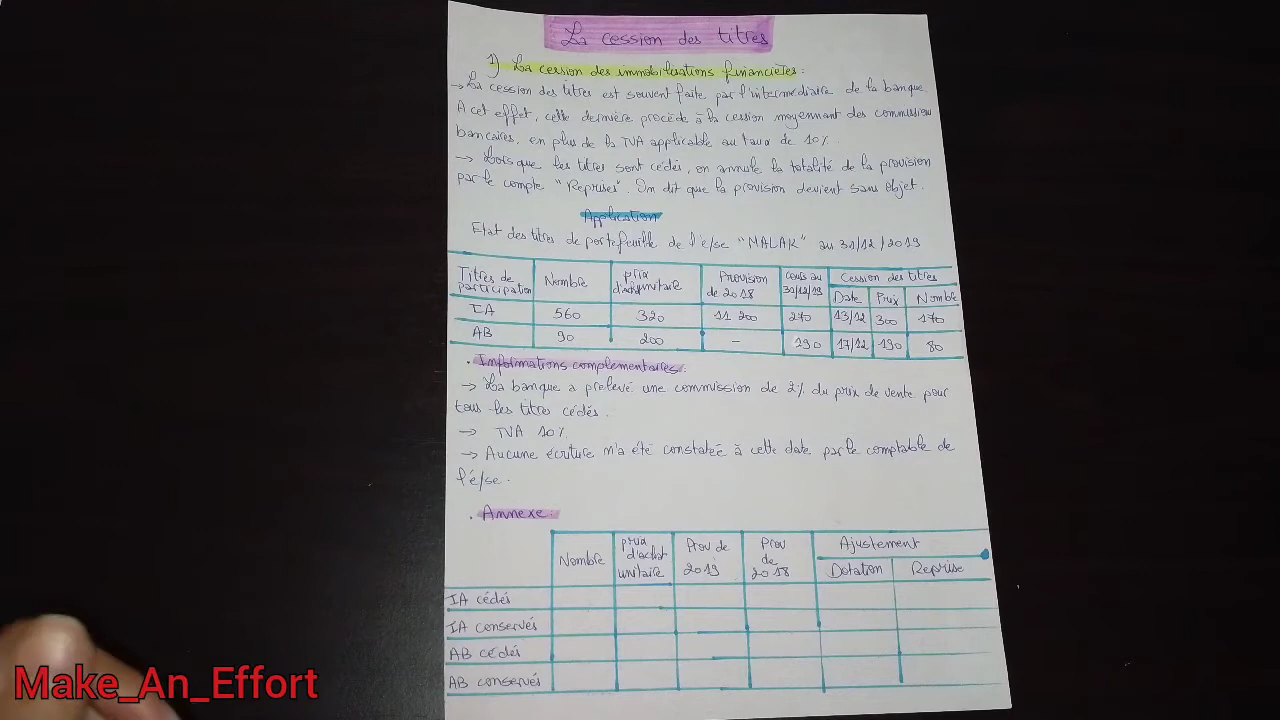 La cession des titres
1) La cession des immobilisations financières :
→ La cession des titres est souvent faite par l'intermédiaire de la banque
A cet effet, cette dernière procède à la cession moyennant des commissions
bancaires, en plus de la TVA applicable au taux de 10%.
→ Lorsque les titres sont cédés, on annule la totalité de la provision
par le compte "Reprises". On dit que la provision devient sans objet.
Application
Etat des titres de portefeuille de l'e/se "MALAK" au 31/12/2019
Titres de participation Nombre prix d'acq unitaire Provision de 2018 cours au 31/12/19 Cession des titres
Date Prix Nombre
IA 560 320 11 200 270 13/12 300 170
AB 90 200 - 290 17/12 190 80
. Informations complémentaires :
→ La banque a prélevé une commission de 2% du prix de vente pour
tous les titres cédés.
→ TVA 10%
→ Aucune écriture n'a été constatée à cette date par le comptable de
l'é/se.
. Annexe :
Nombre prix d'achat unitaire Prov de 2019 Prov de 2018 Ajustement
Dotation Reprise
IA cédés
IA conservés
AB cédés
AB conservés
Make_An_Effort